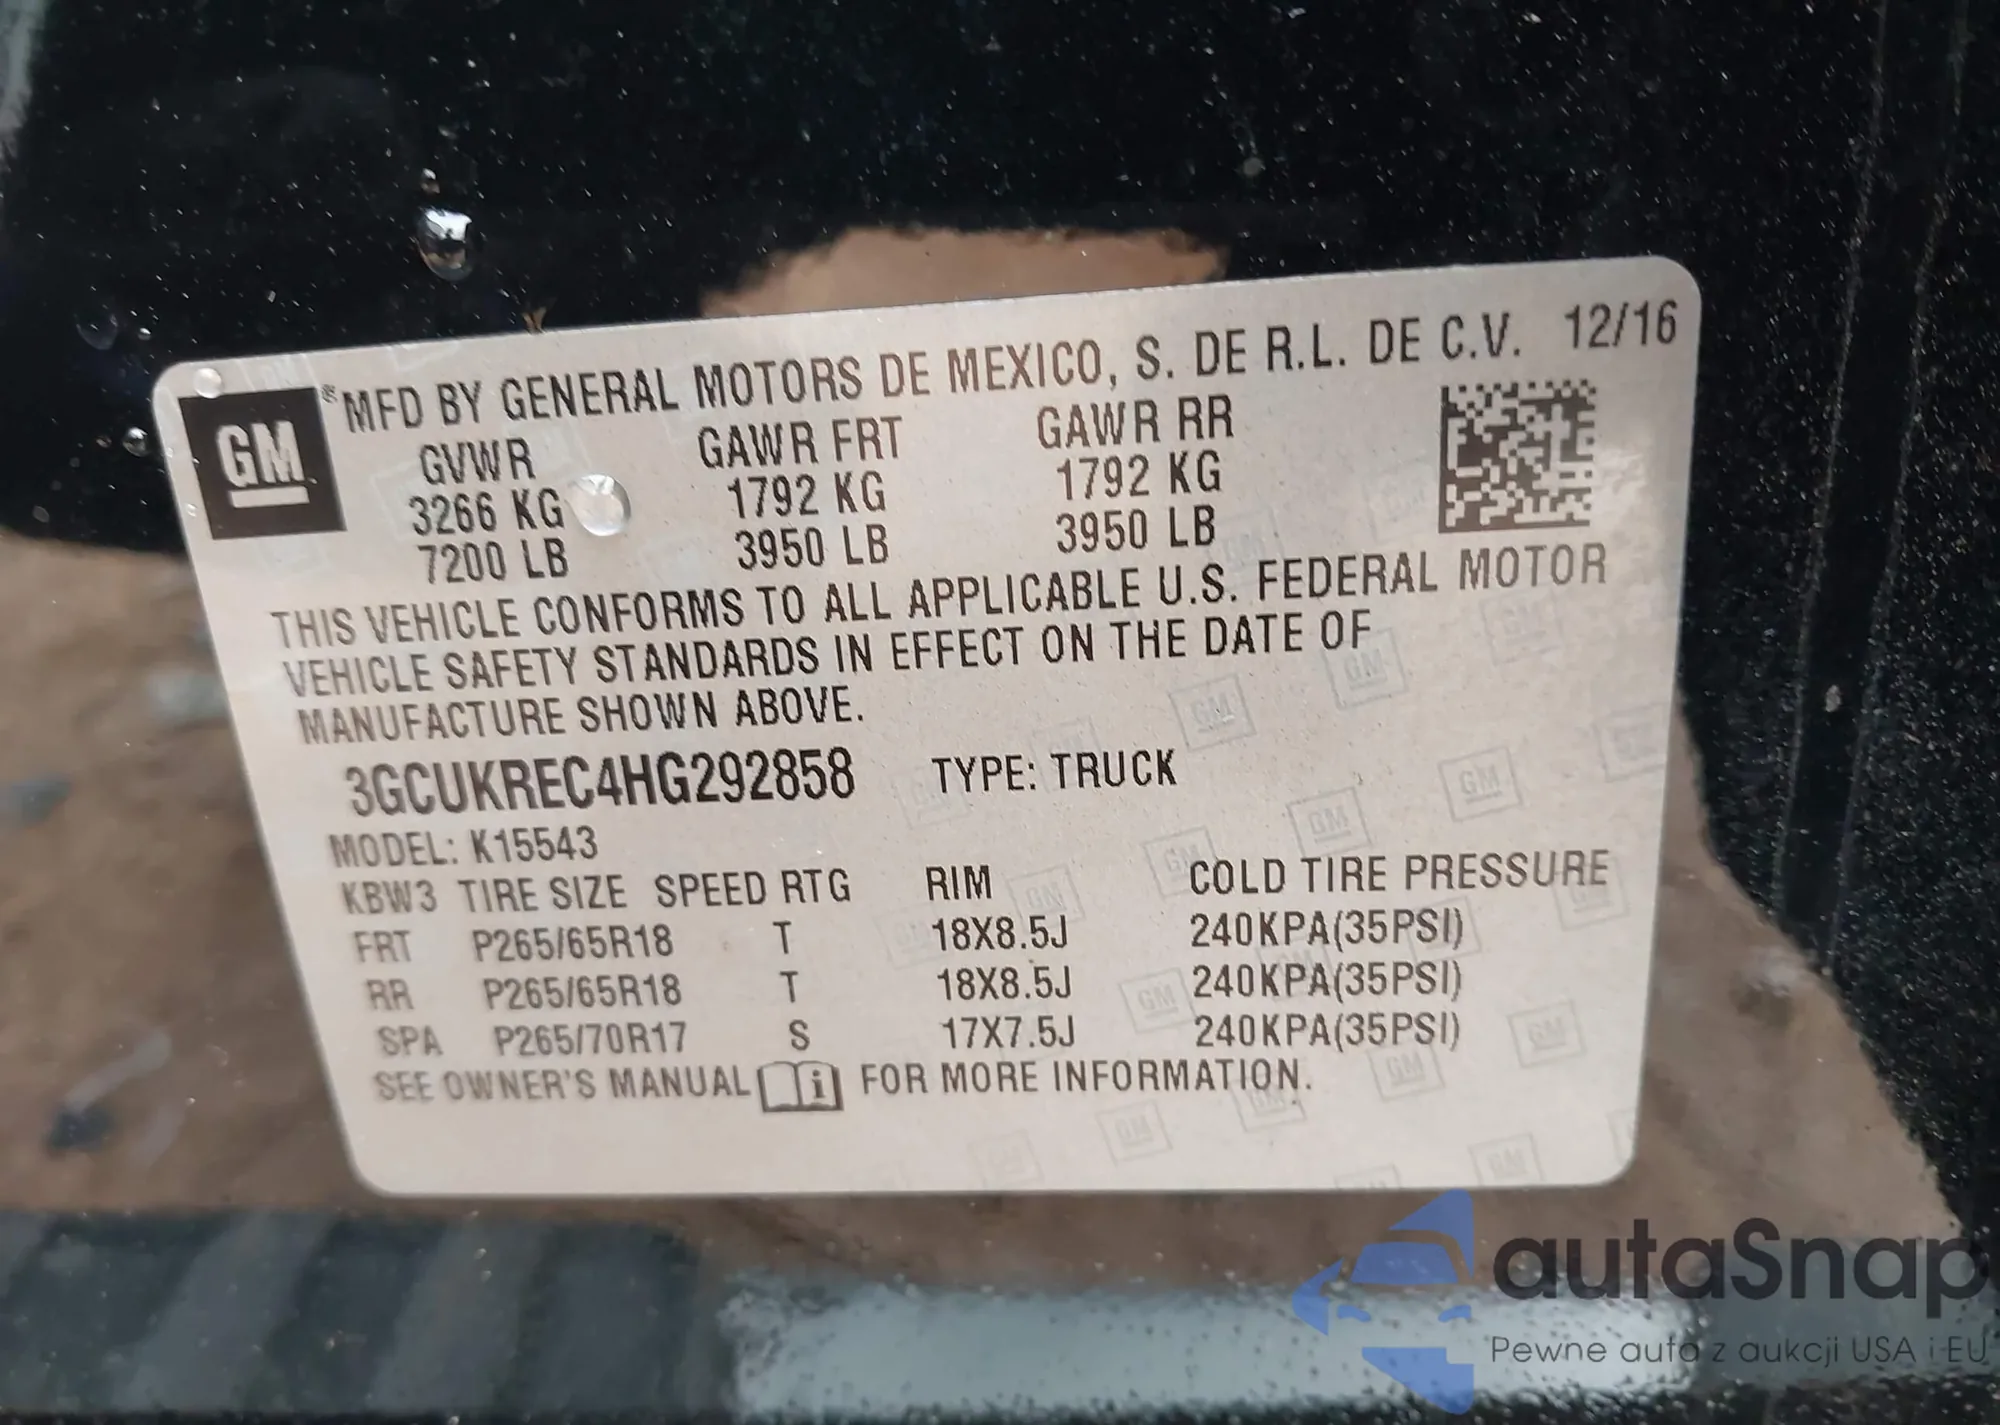 GM
® MFD BY GENERAL MOTORS DE MEXICO, S. DE R.L. DE C.V. 12/16
GVWR GAWR FRT GAWR RR
3266 KG 1792 KG 1792 KG
7200 LB 3950 LB 3950 LB
THIS VEHICLE CONFORMS TO ALL APPLICABLE U.S. FEDERAL MOTOR
VEHICLE SAFETY STANDARDS IN EFFECT ON THE DATE OF
MANUFACTURE SHOWN ABOVE.
3GCUKREC4HG292858 TYPE: TRUCK
MODEL: K15543
KBW3 TIRE SIZE SPEED RTG RIM COLD TIRE PRESSURE
FRT P265/65R18 T 18X8.5J 240KPA(35PSI)
RR P265/65R18 T 18X8.5J 240KPA(35PSI)
SPA P265/70R17 S 17X7.5J 240KPA(35PSI)
SEE OWNER'S MANUAL i FOR MORE INFORMATION.
autaSnap
Pewne auta z aukcji USA i EU